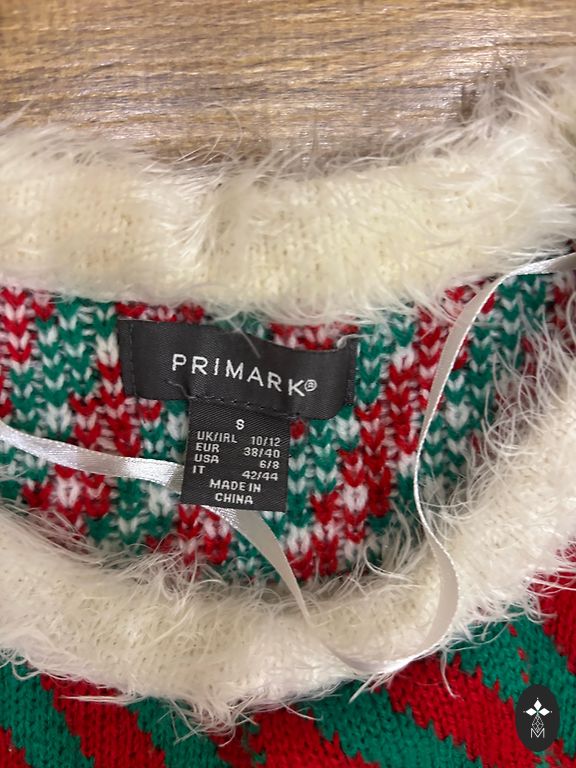 PRIMARK®
S
UK/IRL 10/12
EUR 38/40
USA 6/8
IT 42/44
MADE IN
CHINA
M